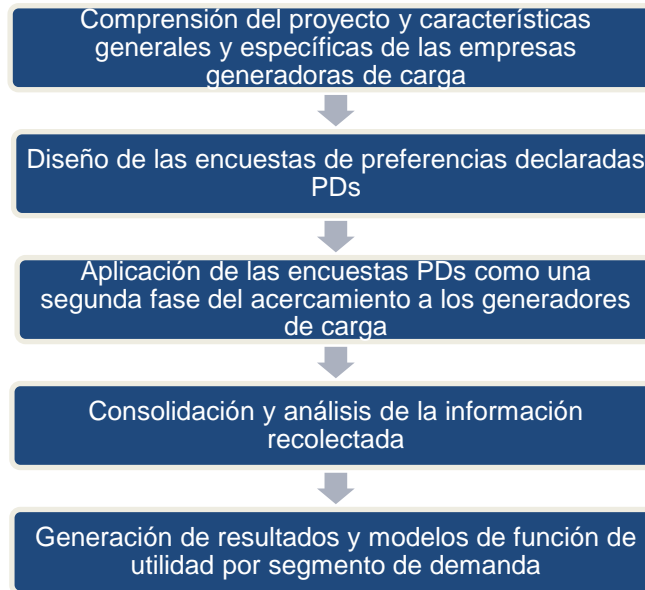 Comprensión del proyecto y características
generales y específicas de las empresas
generadoras de carga
Diseño de las encuestas de preferencias declaradas
PDs
Aplicación de las encuestas PDs como una
segunda fase del acercamiento a los generadores
de carga
Consolidación y análisis de la información
recolectada
Generación de resultados y modelos de función de
utilidad por segmento de demanda